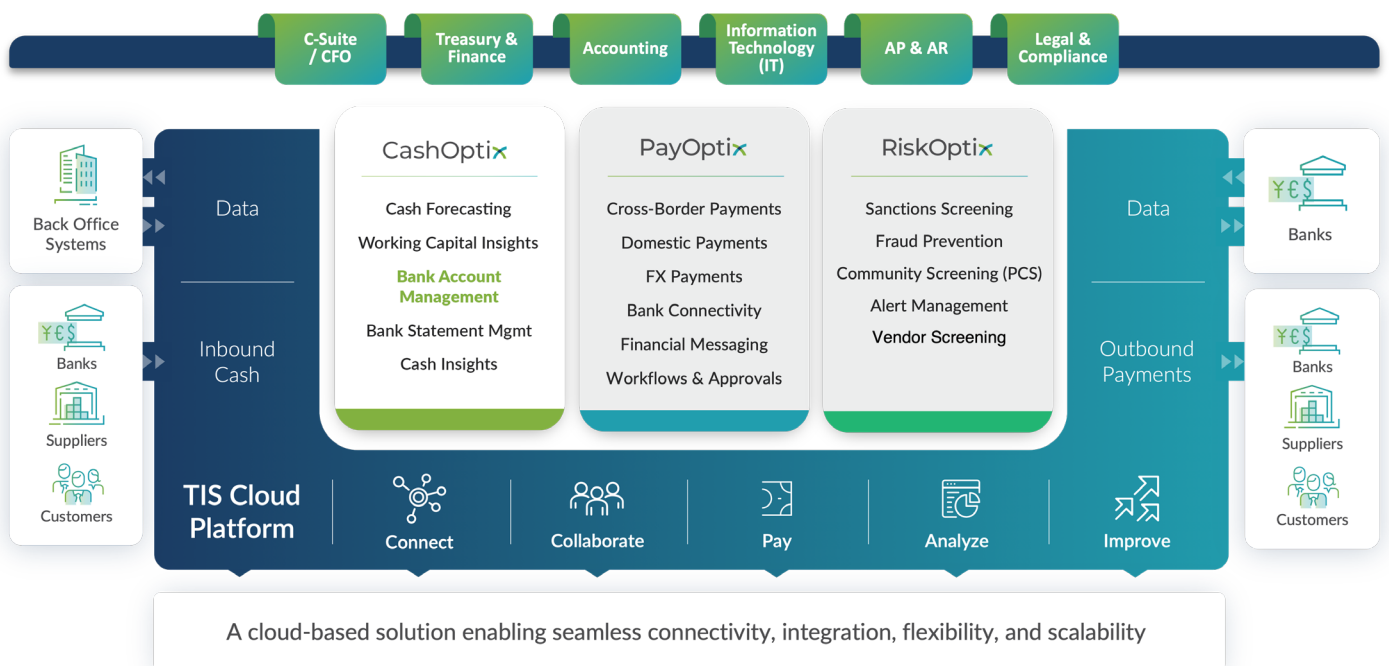 C-Suite
/ CFO
Treasury &
Finance
Accounting
Information
Technology
(IT)
AP & AR
Legal &
Compliance
Back Office
Systems
¥€$
Banks
Suppliers
Customers
Data
Inbound
Cash
CashOptix
Cash Forecasting
Working Capital Insights
Bank Account
Management
Bank Statement Mgmt
Cash Insights
PayOptix
Cross-Border Payments
Domestic Payments
FX Payments
Bank Connectivity
Financial Messaging
Workflows & Approvals
RiskOptix
Sanctions Screening
Fraud Prevention
Community Screening (PCS)
Alert Management
Vendor Screening
Data
Outbound
Payments
¥€$
Banks
¥€$
Banks
Suppliers
Customers
TIS Cloud
Platform
Connect
Collaborate
Pay
Analyze
Improve
A cloud-based solution enabling seamless connectivity, integration, flexibility, and scalability